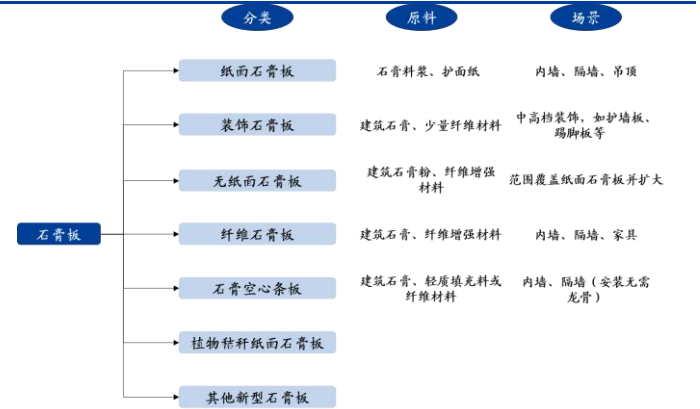 分类
原料
场景
纸面石膏板
石膏料浆、护面纸
内墙、隔墙、吊顶
装饰石膏板
建筑石膏、少量纤维材料
中高档装饰，如护墙板、
踢脚板等
无纸面石膏板
建筑石膏粉、纤维增强
材料
范围覆盖纸面石膏板并扩大
石膏板
纤维石膏板
建筑石膏、纤维增强材料
内墙、隔墙、家具
石膏空心条板
建筑石膏、轻质填充料或
纤维材料
内墙、隔墙（安装无需
龙骨）
植物秸秆纸面石膏板
其他新型石膏板